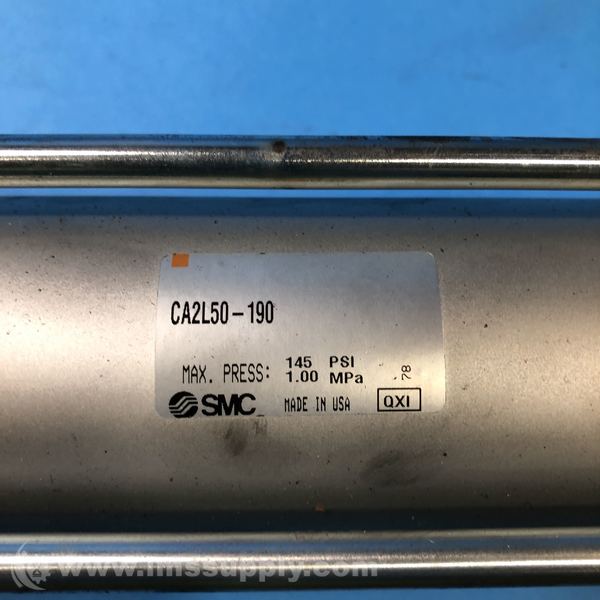 CA2L50-190
MAX. PRESS: 145 PSI
1.00 MPa
78
SMC MADE IN USA QXI
www.imssupply.com